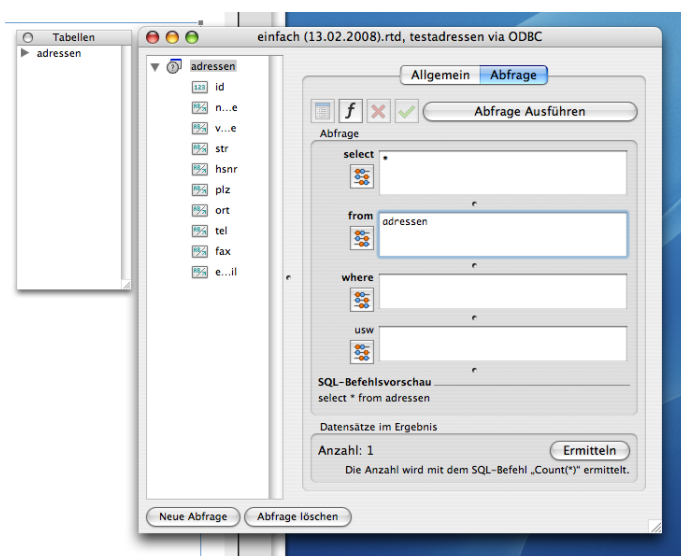 Tabellen
adressen
einfach (13.02.2008).rtd, testadressen via ODBC
adressen
id
n...e
v...e
str
hsnr
plz
ort
tel
fax
e...il
Allgemein Abfrage
f Abfrage Ausführen
Abfrage
select *
from adressen
where
usw
SQL-Befehlsvorschau
select * from adressen
Datensätze im Ergebnis
Anzahl: 1 Ermitteln
Die Anzahl wird mit dem SQL-Befehl „Count(*)" ermittelt.
Neue Abfrage Abfrage löschen